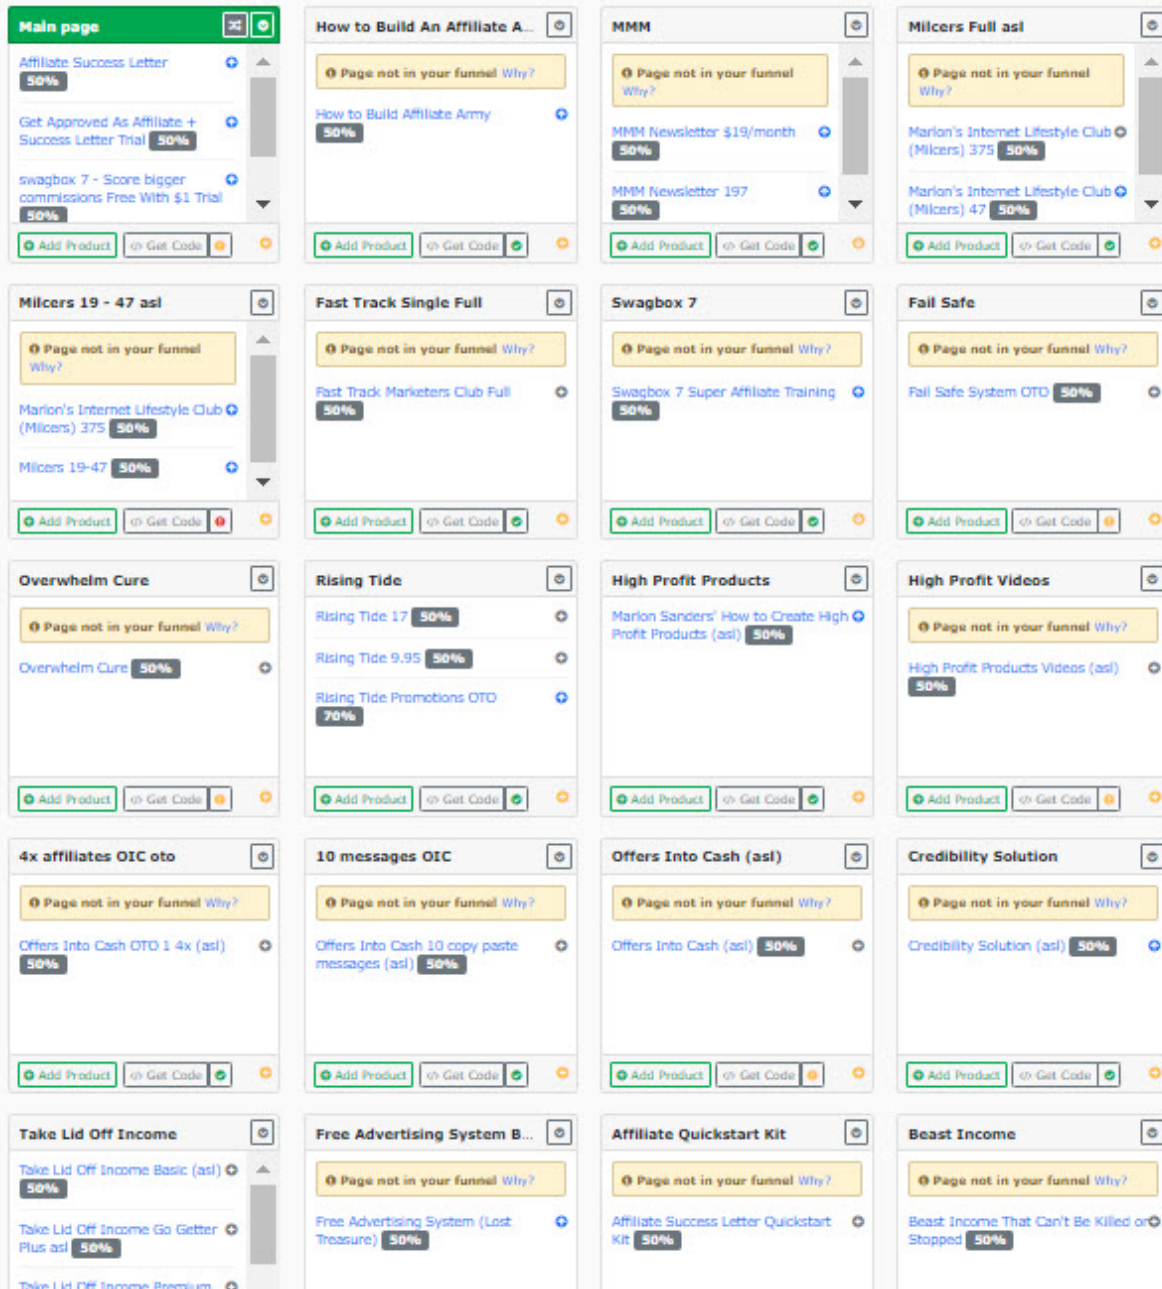 Main page
Affiliate Success Letter
50%
Get Approved As Affiliate +
Success Letter Trial 50%
swagbox 7 - Score bigger
commissions Free With $1 Trial
50%
Add Product Get Code
How to Build An Affiliate A...
Page not in your funnel Why?
How to Build Affiliate Army
50%
Add Product Get Code
MMM
Page not in your funnel
Why?
MMM Newsletter $19/month
50%
MMM Newsletter 197
50%
Add Product Get Code
Milcers Full asl
Page not in your funnel
Why?
Marlon's Internet Lifestyle Club
(Milcers) 375 50%
Marlon's Internet Lifestyle Club
(Milcers) 47 50%
Add Product Get Code
Milcers 19 - 47 asl
Page not in your funnel
Why?
Marlon's Internet Lifestyle Club
(Milcers) 375 50%
Milcers 19-47 50%
Add Product Get Code
Fast Track Single Full
Page not in your funnel Why?
Fast Track Marketers Club Full
50%
Add Product Get Code
Swagbox 7
Page not in your funnel Why?
Swagbox 7 Super Affiliate Training
50%
Add Product Get Code
Fail Safe
Page not in your funnel Why?
Fail Safe System OTO 50%
Add Product Get Code
Overwhelm Cure
Page not in your funnel Why?
Overwhelm Cure 50%
Add Product Get Code
Rising Tide
Rising Tide 17 50%
Rising Tide 9.95 50%
Rising Tide Promotions OTO
70%
Add Product Get Code
High Profit Products
Marlon Sanders' How to Create High
Profit Products (asl) 50%
Add Product Get Code
High Profit Videos
Page not in your funnel Why?
High Profit Products Videos (asl)
50%
Add Product Get Code
4x affiliates OIC oto
Page not in your funnel Why?
Offers Into Cash OTO 1 4x (asl)
50%
Add Product Get Code
10 messages OIC
Page not in your funnel Why?
Offers Into Cash 10 copy paste
messages (asl) 50%
Add Product Get Code
Offers Into Cash (asl)
Page not in your funnel Why?
Offers Into Cash (asl) 50%
Add Product Get Code
Credibility Solution
Page not in your funnel Why?
Credibility Solution (asl) 50%
Add Product Get Code
Take Lid Off Income
Take Lid Off Income Basic (asl)
50%
Take Lid Off Income Go Getter
Plus asl 50%
Take Lid Off Income Premium
Free Advertising System B...
Page not in your funnel Why?
Free Advertising System (Lost
Treasure) 50%
Affiliate Quickstart Kit
Page not in your funnel Why?
Affiliate Success Letter Quickstart
Kit 50%
Beast Income
Page not in your funnel Why?
Beast Income That Can't Be Killed or
Stopped 50%